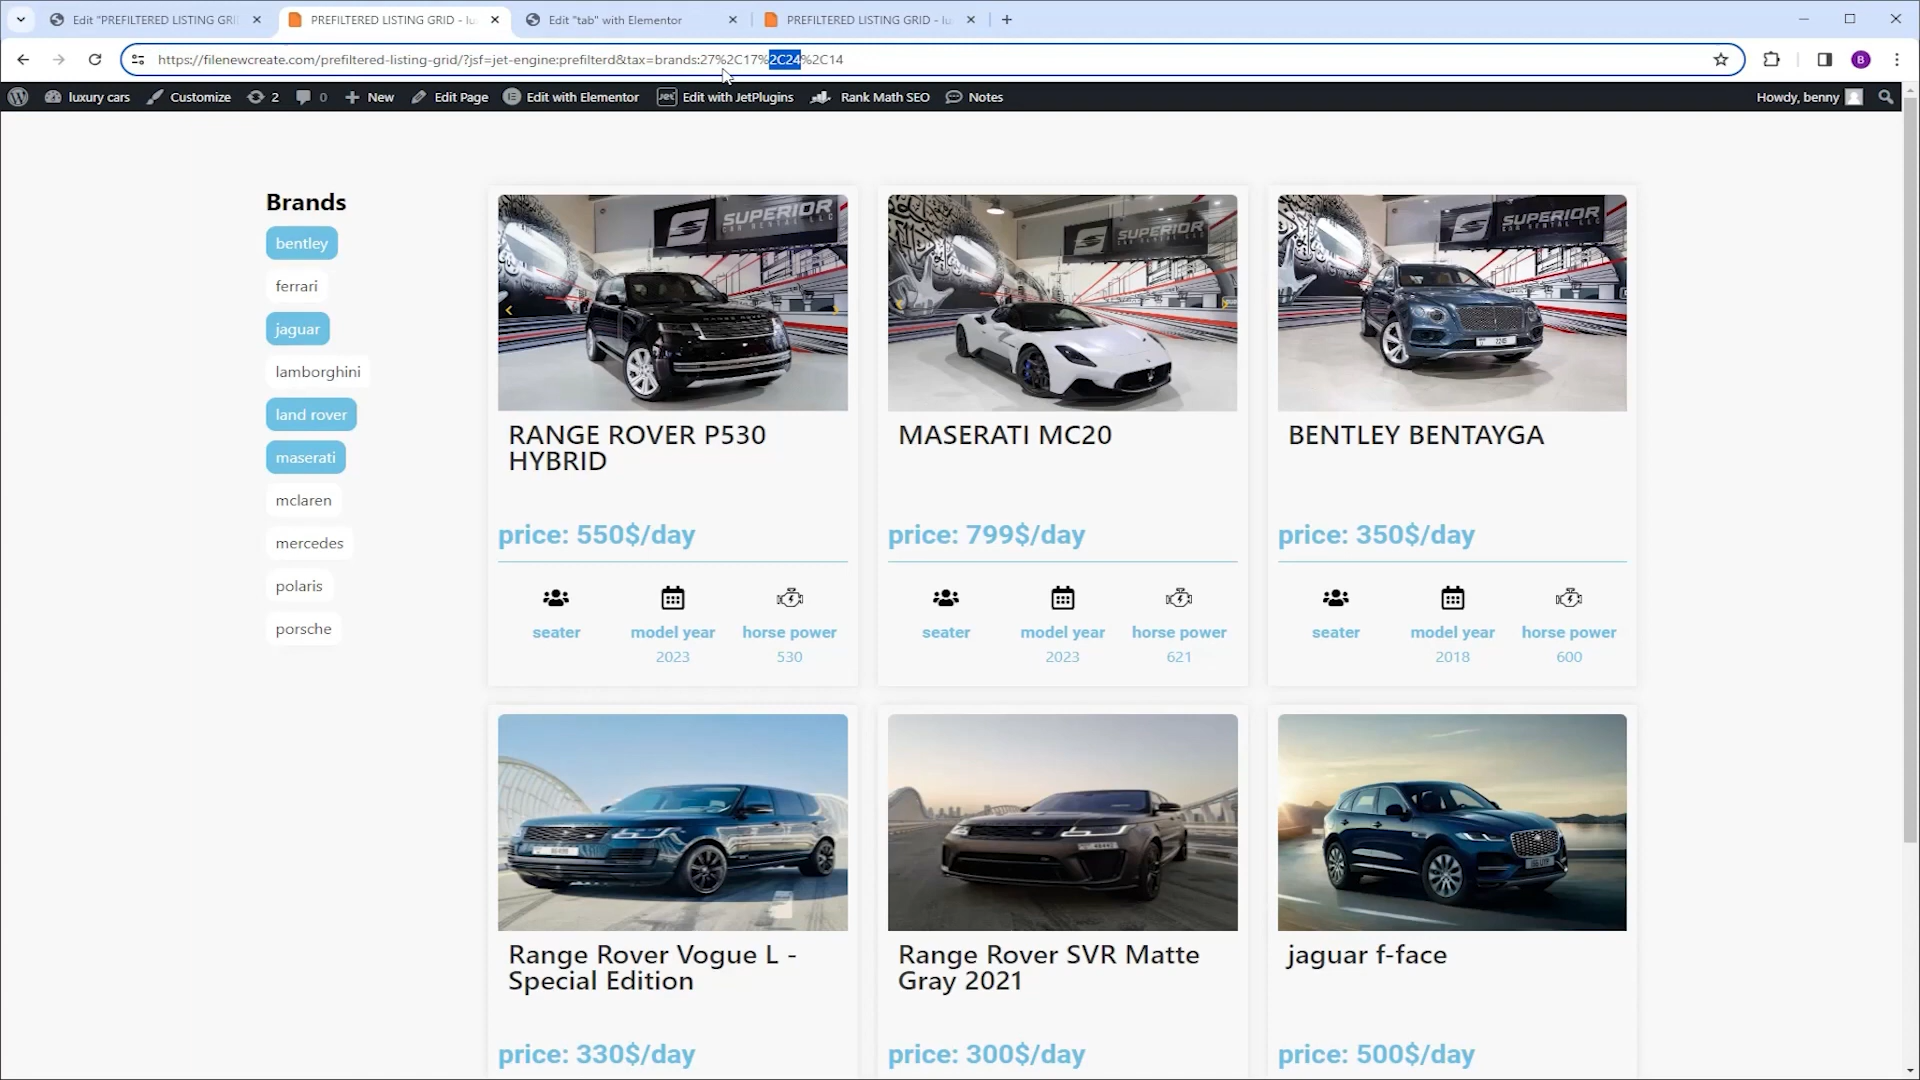 Edit "PREFILTERED LISTING GRI
PREFILTERED LISTING GRID - lu
Edit "tab" with Elementor
PREFILTERED LISTING GRID - lu
https://filenewcreate.com/prefiltered-listing-grid/?jsf=jet-engine:prefilterd&tax=brands:27%2C17%2C24%2C14
B
luxury cars
Customize
2
0
New
Edit Page
Edit with Elementor
JET
Edit with JetPlugins
Rank Math SEO
Notes
Howdy, benny
Brands
bentley
ferrari
jaguar
lamborghini
land rover
maserati
mclaren
mercedes
polaris
porsche
SUPERIOR
SUPERIOR
SUPERIOR
RANGE ROVER P530
HYBRID
MASERATI MC20
BENTLEY BENTAYGA
price: 550$/day
price: 799$/day
price: 350$/day
seater
model year
horse power
2023
530
seater
model year
horse power
2023
621
seater
model year
horse power
2018
600
Range Rover Vogue L -
Special Edition
Range Rover SVR Matte
Gray 2021
jaguar f-face
price: 330$/day
price: 300$/day
price: 500$/day